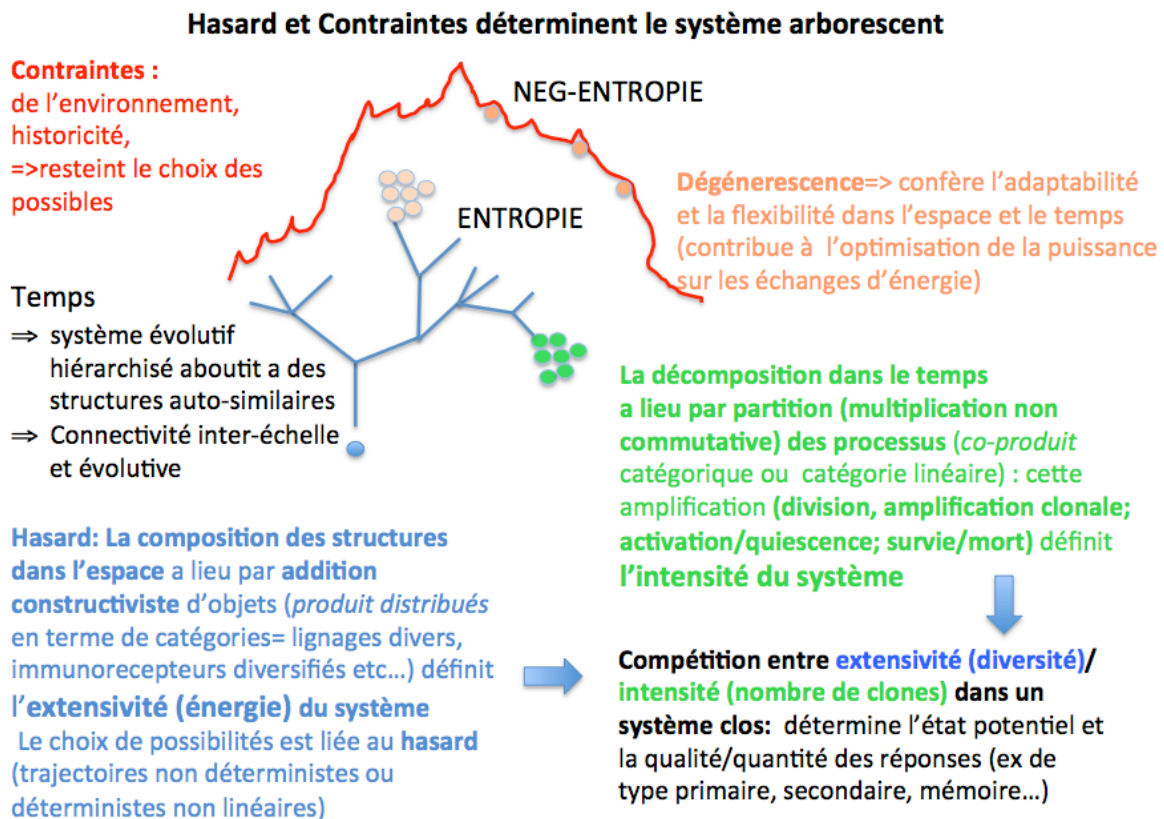 Hasard et Contraintes déterminent le système arborescent
Contraintes :
de l'environnement,
historicité,
=>resteint le choix des
possibles
NEG-ENTROPIE
ENTROPIE
Dégénerescence=> confère l'adaptabilité
et la flexibilité dans l'espace et le temps
(contribue à l'optimisation de la puissance
sur les échanges d'énergie)
Temps
⇒ système évolutif
hiérarchisé aboutit a des
structures auto-similaires
⇒ Connectivité inter-échelle
et évolutive
La décomposition dans le temps
a lieu par partition (multiplication non
commutative) des processus (co-produit
catégorique ou catégorie linéaire) : cette
amplification (division, amplification clonale;
activation/quiescence; survie/mort) définit
l'intensité du système
Hasard: La composition des structures
dans l'espace a lieu par addition
constructiviste d'objets (produit distribués
en terme de catégories= lignages divers,
immunorecepteurs diversifiés etc...) définit
l'extensivité (énergie) du système
Le choix de possibilités est liée au hasard
(trajectoires non déterministes ou
déterministes non linéaires)
Compétition entre extensivité (diversité)/
intensité (nombre de clones) dans un
système clos: détermine l'état potentiel et
la qualité/quantité des réponses (ex de
type primaire, secondaire, mémoire...)